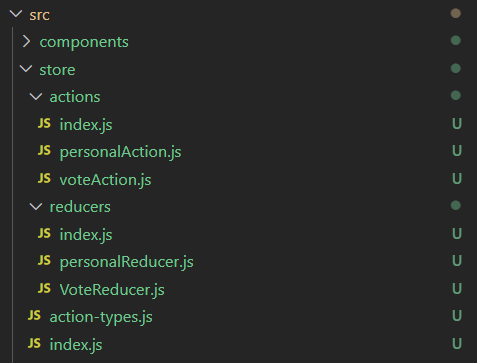 src
components
store
actions
JS index.js U
JS personalAction.js U
JS voteAction.js U
reducers
JS index.js U
JS personalReducer.js U
JS VoteReducer.js U
JS action-types.js U
JS index.js U